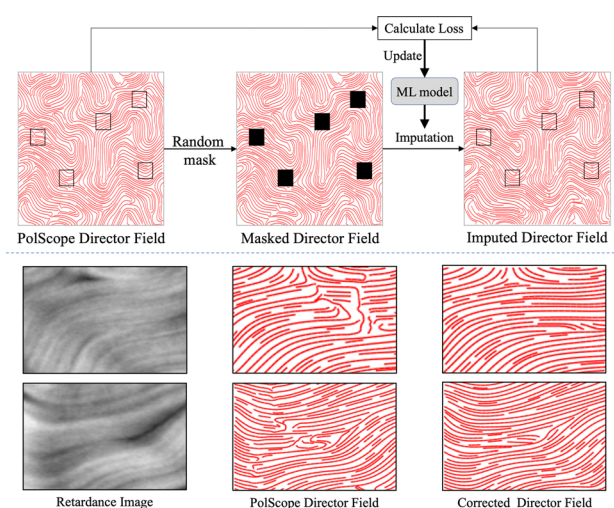 Calculate Loss
Update
ML model
Random
mask
Imputation
PolScope Director Field
Masked Director Field
Imputed Director Field
Retardance Image
PolScope Director Field
Corrected Director Field